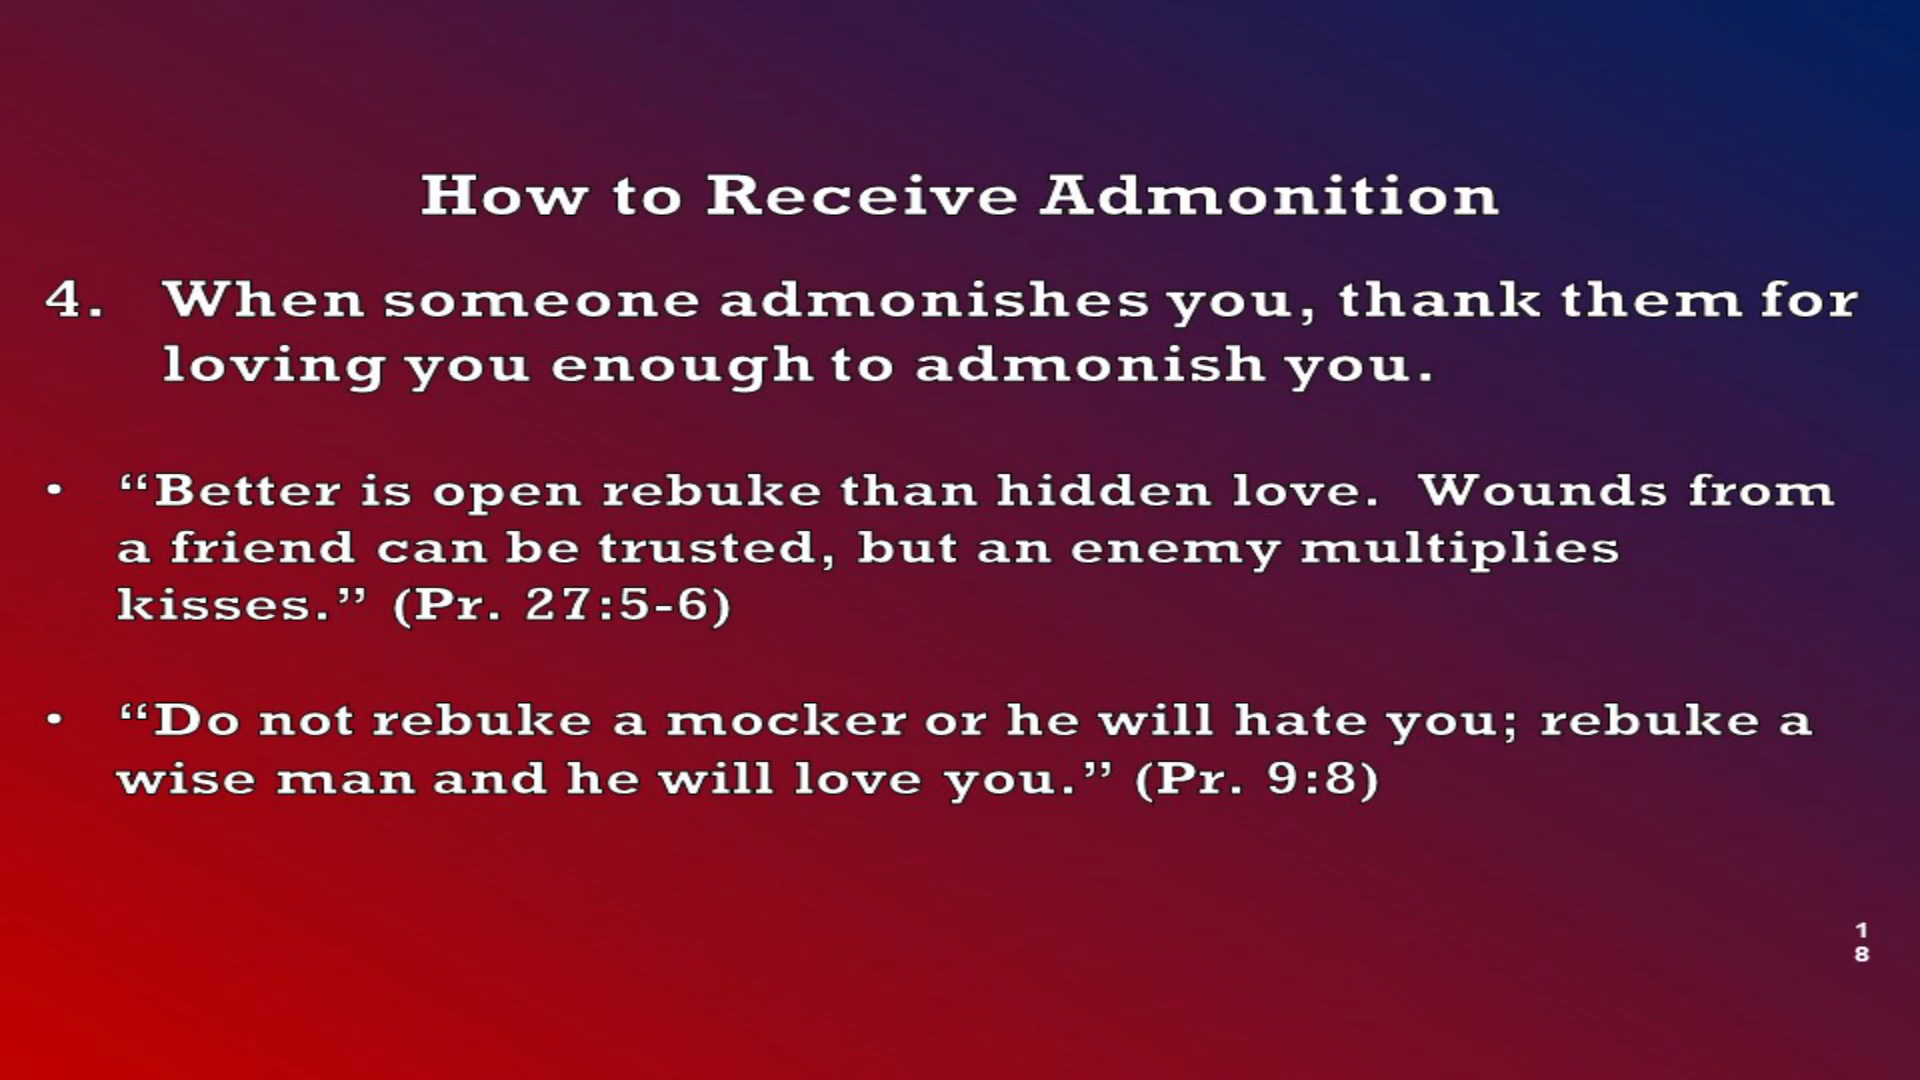 How to Receive Admonition
4. When someone admonishes you, thank them for
loving you enough to admonish you.
• “Better is open rebuke than hidden love.  Wounds from
a friend can be trusted, but an enemy multiplies
kisses.” (Pr. 27:5-6)
• “Do not rebuke a mocker or he will hate you; rebuke a
wise man and he will love you.” (Pr. 9:8)
1
8